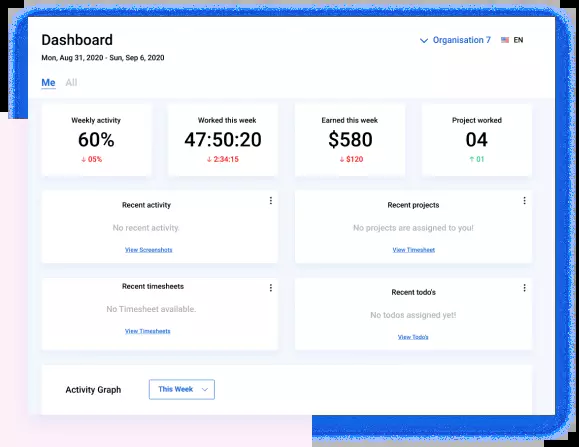 Dashboard
Organisation 7
EN
Mon, Aug 31, 2020 - Sun, Sep 6, 2020
Me
All
Weekly activity
60%
↓ 05%
Worked this week
47:50:20
↓ 2:34:15
Earned this week
$580
↓ $120
Project worked
04
↑ 01
Recent activity
No recent activity.
View Screenshots
Recent projects
No projects are assigned to you!
View Timesheet
Recent timesheets
No Timesheet available.
View Timesheets
Recent todo's
No todos assigned yet!
View Todo's
Activity Graph
This Week